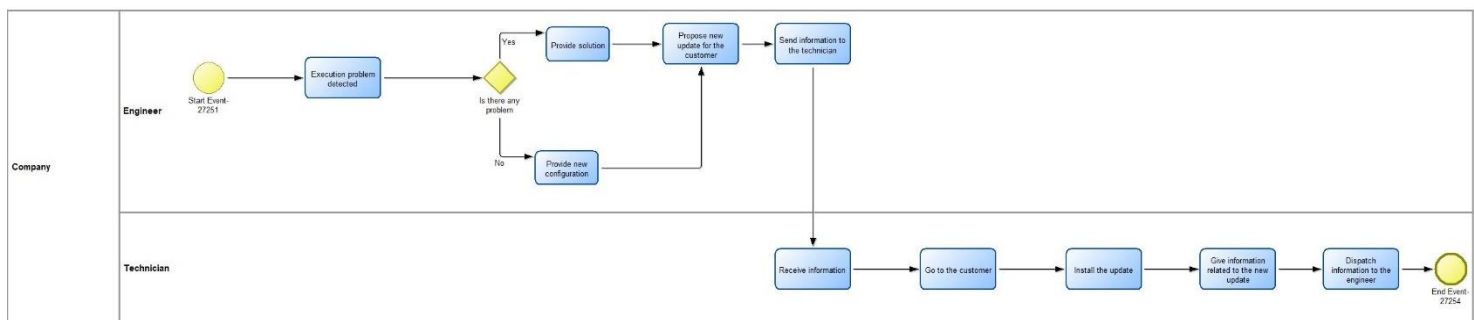 Company
Engineer
Start Event-
27251
Execution problem
detected
Is there any
problem
Yes
Provide solution
No
Provide new
configuration
Propose new
update for the
customer
Send information to
the technician
Technician
Receive information
Go to the customer
Install the update
Give information
related to the new
update
Dispatch
information to the
engineer
End Event-
27254